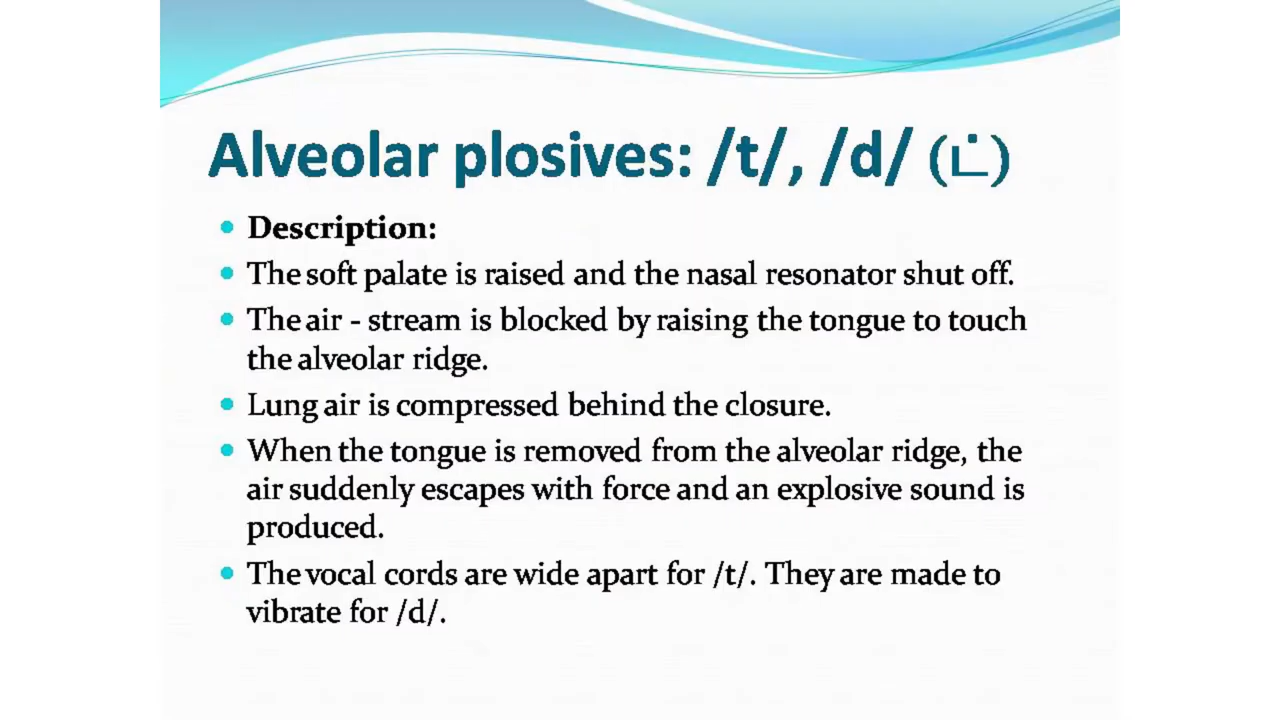 Alveolar plosives: /t/, /d/ (ட்)
• Description:
• The soft palate is raised and the nasal resonator shut off.
• The air - stream is blocked by raising the tongue to touch
the alveolar ridge.
• Lung air is compressed behind the closure.
• When the tongue is removed from the alveolar ridge, the
air suddenly escapes with force and an explosive sound is
produced.
• The vocal cords are wide apart for /t/. They are made to
vibrate for /d/.